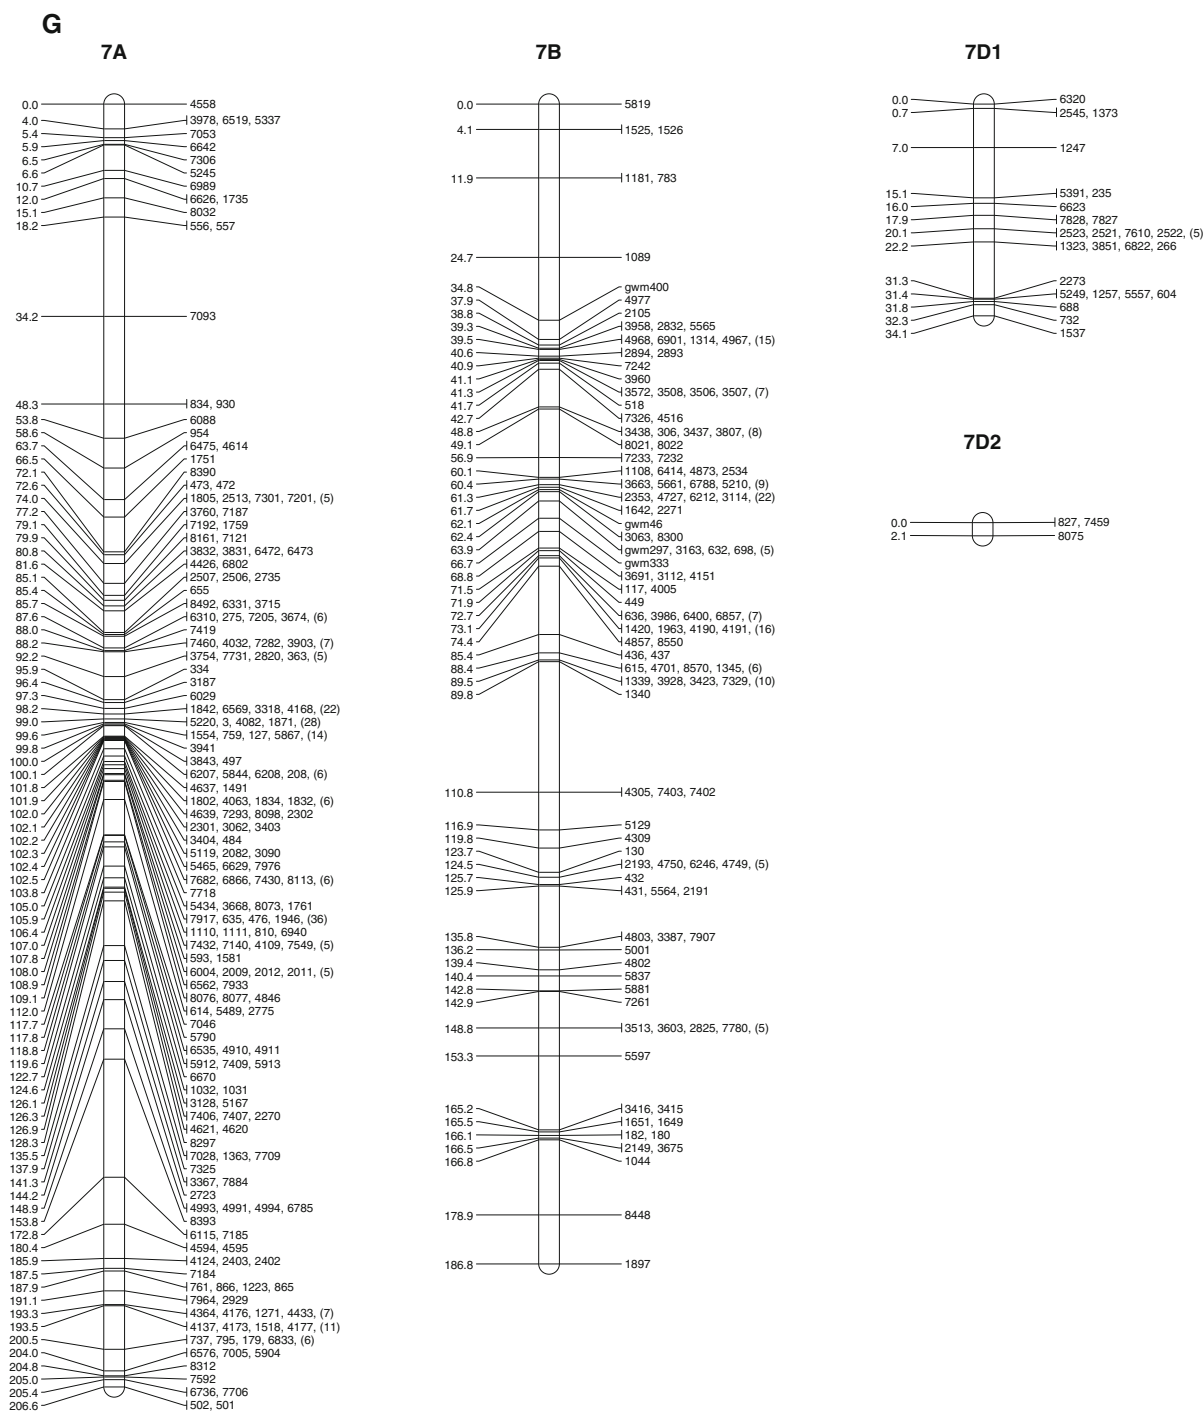 G
7A
0.0 4558
4.0 3978, 6519, 5337
5.4 7053
5.9 6642
6.5 7306
6.6 5245
10.7 6989
12.0 6626, 1735
15.1 8032
18.2 556, 557
34.2 7093
48.3 834, 930
53.8 6088
58.6 954
63.7 6475, 4614
66.5 1751
72.1 8390
72.6 473, 472
74.0 1805, 2513, 7301, 7201, (5)
77.2 3760, 7187
79.1 7192, 1759
79.9 8161, 7121
80.8 3832, 3831, 6472, 6473
81.6 4426, 6802
85.1 2507, 2506, 2735
85.4 655
85.7 8492, 6331, 3715
87.6 6310, 275, 7205, 3674, (6)
88.0 7419
88.2 7460, 4032, 7282, 3903, (7)
92.2 3754, 7731, 2820, 363, (5)
95.9 334
96.4 3187
97.3 6029
98.2 1842, 6569, 3318, 4168, (22)
99.0 5220, 3, 4082, 1871, (28)
99.6 1554, 759, 127, 5867, (14)
99.8 3941
100.0 3843, 497
100.1 6207, 5844, 6208, 208, (6)
101.8 4637, 1491
101.9 1802, 4063, 1834, 1832, (6)
102.0 4639, 7293, 8098, 2302
102.1 2301, 3062, 3403
102.2 3404, 484
102.3 5119, 2082, 3090
102.4 5465, 6629, 7976
102.5 7682, 6866, 7430, 8113, (6)
103.8 7718
105.0 5434, 3668, 8073, 1761
105.9 7917, 635, 476, 1946, (36)
106.4 1110, 1111, 810, 6940
107.0 7432, 7140, 4109, 7549, (5)
107.8 593, 1581
108.0 6004, 2009, 2012, 2011, (5)
108.9 6562, 7933
109.1 8076, 8077, 4846
112.0 614, 5489, 2775
117.7 7046
117.8 5790
118.8 6535, 4910, 4911
119.6 5912, 7409, 5913
122.7 6670
124.6 1032, 1031
126.1 3128, 5167
126.3 7406, 7407, 2270
126.9 4621, 4620
128.3 8297
135.5 7028, 1363, 7709
137.9 7325
141.3 3367, 7884
144.2 2723
148.9 4993, 4991, 4994, 6785
153.8 8393
172.8 6115, 7185
180.4 4594, 4595
185.9 4124, 2403, 2402
187.5 7184
187.9 761, 866, 1223, 865
191.1 7964, 2929
193.3 4364, 4176, 1271, 4433, (7)
193.5 4137, 4173, 1518, 4177, (11)
200.5 737, 795, 179, 6833, (6)
204.0 6576, 7005, 5904
204.8 8312
205.0 7592
205.4 6736, 7706
206.6 502, 501
7B
0.0 5819
4.1 1525, 1526
11.9 1181, 783
24.7 1089
34.8 gwm400
37.9 4977
38.8 2105
39.3 3958, 2832, 5565
39.5 4968, 6901, 1314, 4967, (15)
40.6 2894, 2893
40.9 7242
41.1 3960
41.3 3572, 3508, 3506, 3507, (7)
41.7 518
42.7 7326, 4516
48.8 3438, 306, 3437, 3807, (8)
49.1 8021, 8022
56.9 7233, 7232
60.1 1108, 6414, 4873, 2534
60.4 3663, 5661, 6788, 5210, (9)
61.3 2353, 4727, 6212, 3114, (22)
61.7 1642, 2271
62.1 gwm46
62.4 3063, 8300
63.9 gwm297, 3163, 632, 698, (5)
66.7 gwm333
68.8 3691, 3112, 4151
71.5 117, 4005
71.9 449
72.7 636, 3986, 6400, 6857, (7)
73.1 1420, 1963, 4190, 4191, (16)
74.4 4857, 8550
85.4 436, 437
88.4 615, 4701, 8570, 1345, (6)
89.5 1339, 3928, 3423, 7329, (10)
89.8 1340
110.8 4305, 7403, 7402
116.9 5129
119.8 4309
123.7 130
124.5 2193, 4750, 6246, 4749, (5)
125.7 432
125.9 431, 5564, 2191
135.8 4803, 3387, 7907
136.2 5001
139.4 4802
140.4 5837
142.8 5881
142.9 7261
148.8 3513, 3603, 2825, 7780, (5)
153.3 5597
165.2 3416, 3415
165.5 1651, 1649
166.1 182, 180
166.5 2149, 3675
166.8 1044
178.9 8448
186.8 1897
7D1
0.0 6320
0.7 2545, 1373
7.0 1247
15.1 5391, 235
16.0 6623
17.9 7828, 7827
20.1 2523, 2521, 7610, 2522, (5)
22.2 1323, 3851, 6822, 266
31.3 2273
31.4 5249, 1257, 5557, 604
31.8 688
32.3 732
34.1 1537
7D2
0.0 827, 7459
2.1 8075